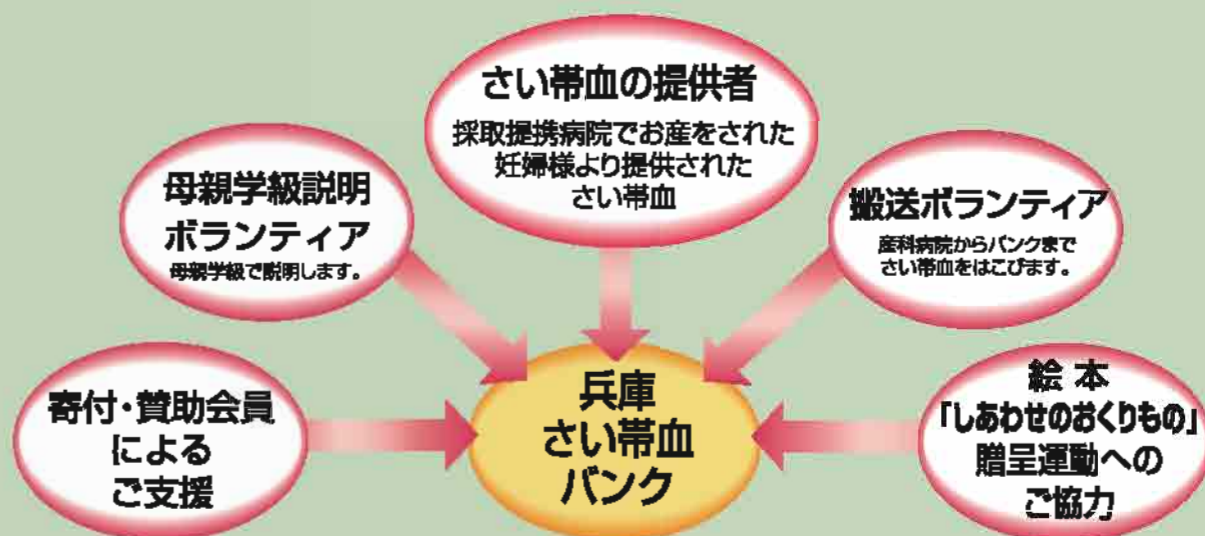 さい帯血の提供者
採取提携病院でお産をされた
妊婦様より提供された
さい帯血
母親学級説明
ボランティア
母親学級で説明します。
搬送ボランティア
産科病院からバンクまで
さい帯血をはこびます。
寄付・賛助会員
による
ご支援
兵庫
さい帯血
バンク
絵本
「しあわせのおくりもの」
贈呈運動への
ご協力